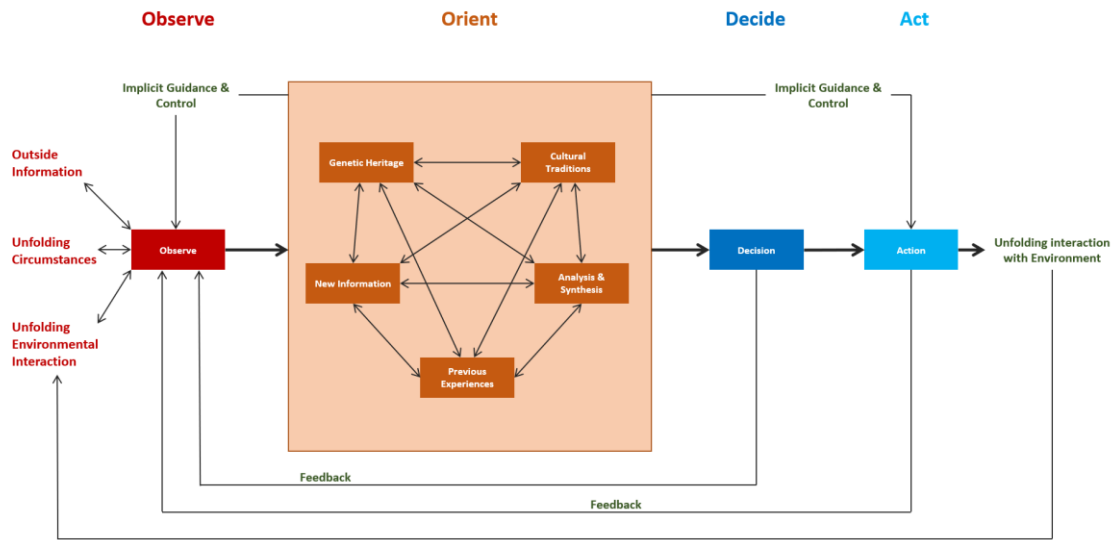 Observe
Orient
Decide
Act
Implicit Guidance &
Control
Implicit Guidance &
Control
Outside
Information
Genetic Heritage
Cultural
Traditions
Unfolding
Circumstances
Observe
Decision
Action
Unfolding interaction
with Environment
New Information
Analysis &
Synthesis
Unfolding
Environmental
Interaction
Previous
Experiences
Feedback
Feedback